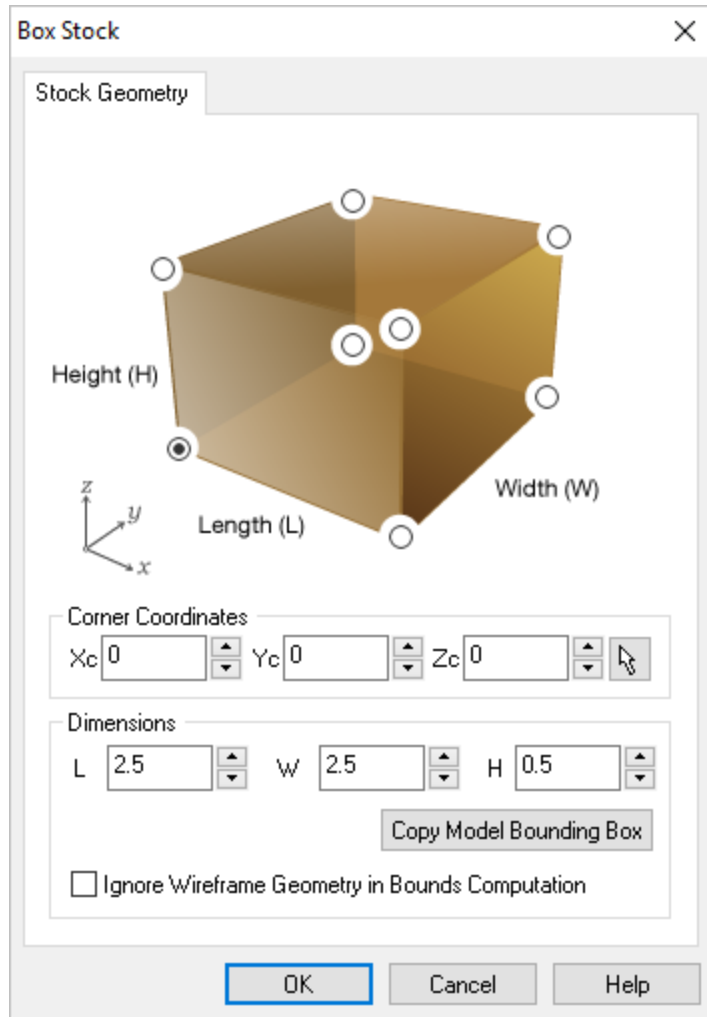 Box Stock
Stock Geometry
Height (H)
Width (W)
Length (L)
z
y
x
Corner Coordinates
Xc 0 Yc 0 Zc 0
Dimensions
L 2.5 W 2.5 H 0.5
Copy Model Bounding Box
Ignore Wireframe Geometry in Bounds Computation
OK Cancel Help